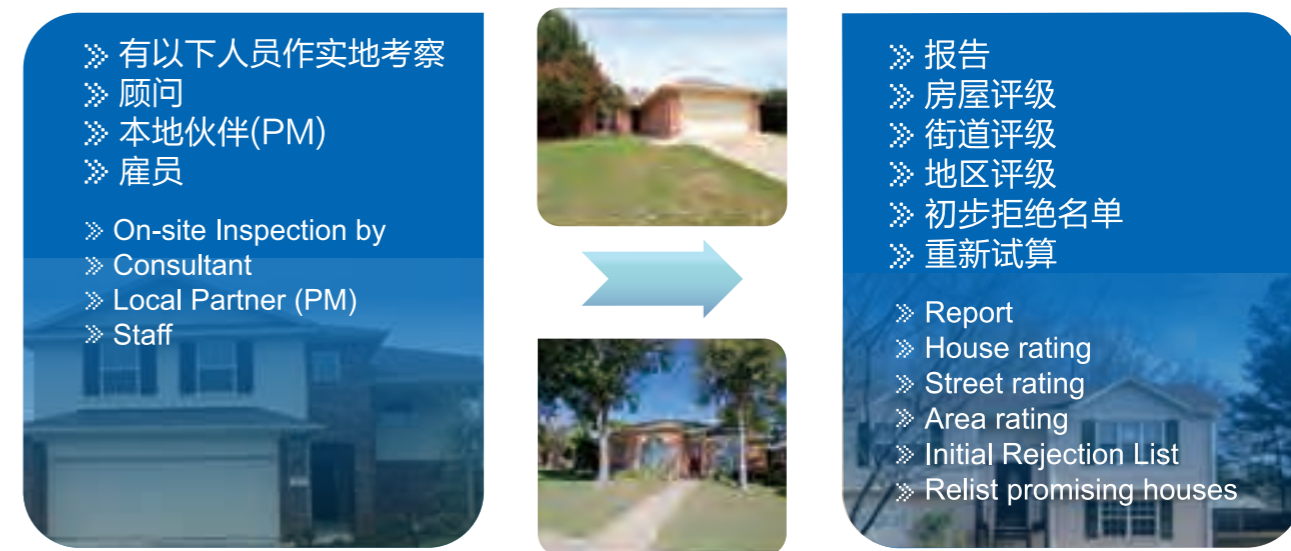 有以下人员作实地考察
顾问
本地伙伴(PM)
雇员
On-site Inspection by
Consultant
Local Partner (PM)
Staff
报告
房屋评级
街道评级
地区评级
初步拒绝名单
重新试算
Report
House rating
Street rating
Area rating
Initial Rejection List
Relist promising houses